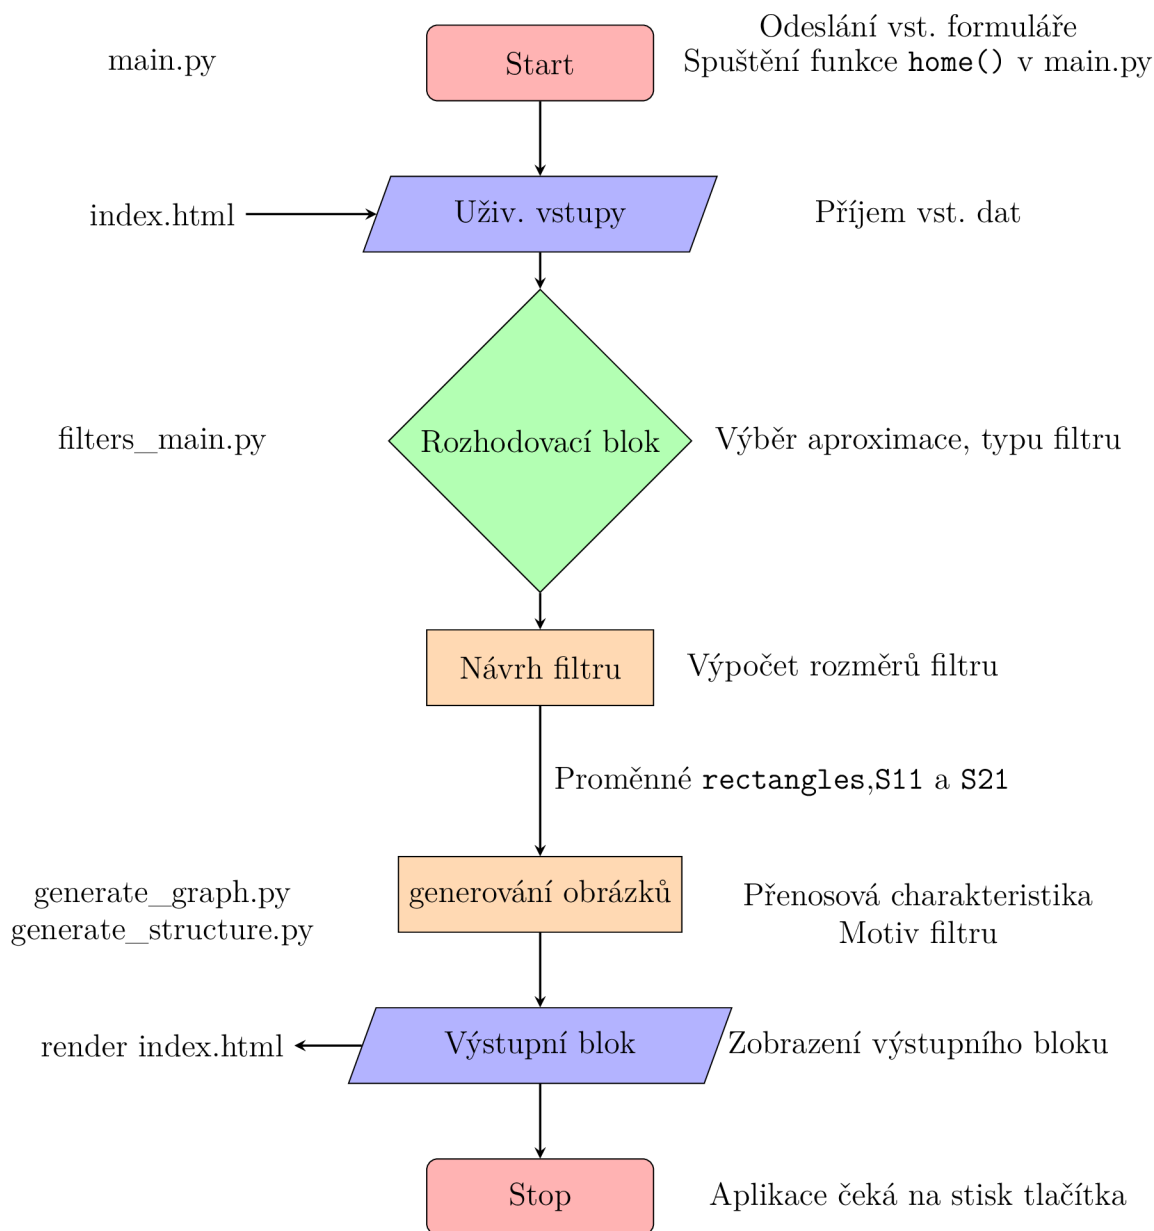 Odeslání vst. formuláře
main.py
Start
Spuštění funkce home() v main.py
index.html
Uživ. vstupy
Příjem vst. dat
filters_main.py
Rozhodovací blok
Výběr aproximace, typu filtru
Návrh filtru
Výpočet rozměrů filtru
Proměnné rectangles,S11 a S21
generate_graph.py
generate_structure.py
generování obrázků
Přenosová charakteristika
Motiv filtru
render index.html
Výstupní blok
Zobrazení výstupního bloku
Stop
Aplikace čeká na stisk tlačítka